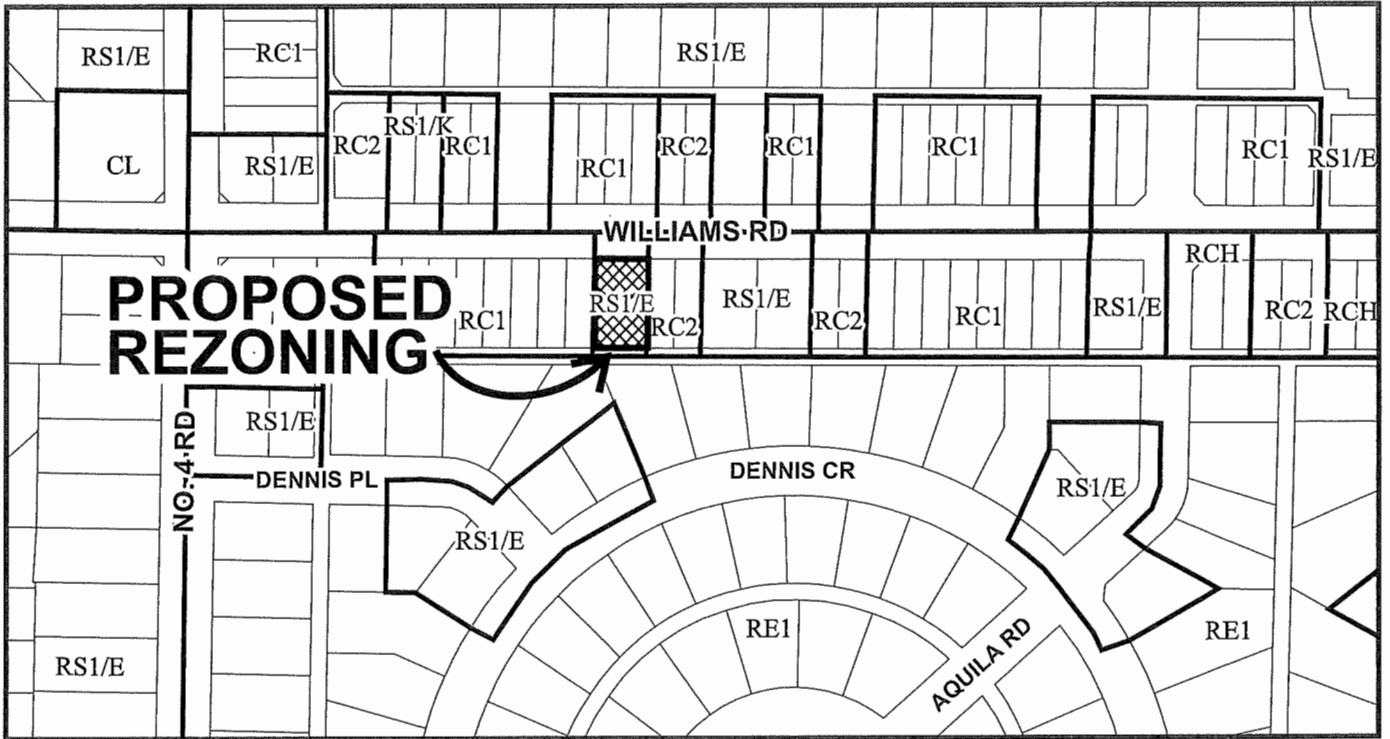 RS1/E
RC1
RS1/E
CL
RS1/E
RC2
RS1/K
RC1
RC1
RC2
RC1
RC1
RC1
RS1/E
WILLIAMS RD
PROPOSED
REZONING
RC1
RS1/E
RC2
RS1/E
RC2
RC1
RS1/E
RCH
RC2
RCH
NO. 4 RD
RS1/E
DENNIS PL
RS1/E
DENNIS CR
RS1/E
RE1
AQUILA RD
RE1
RS1/E